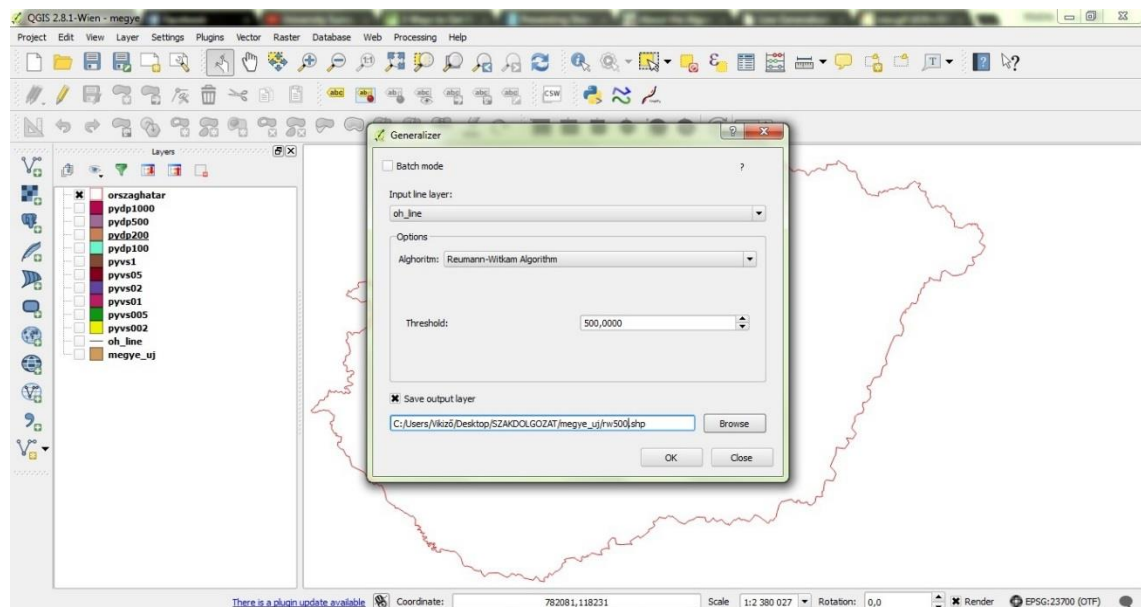 QGIS 2.8.1-Wien - megye
Project Edit View Layer Settings Plugins Vector Raster Database Web Processing Help
Layers
orszaghatar
pydp1000
pydp500
pydp200
pydp100
pyvs1
pyvs05
pyvs02
pyvs01
pyvs005
pyvs002
oh_line
megye_uj
Generalizer
Batch mode
?
Input line layer:
oh_line
Options
Alghoritm: Reumann-Witkam Algorithm
Threshold: 500,0000
Save output layer
C:/Users/Vikiző/Desktop/SZAKDOLGOZAT/megye_uj/rw500.shp Browse
OK Close
There is a plugin update available Coordinate: 782081,118231 Scale 1:2 380 027 Rotation: 0,0 Render EPSG:23700 (OTF)